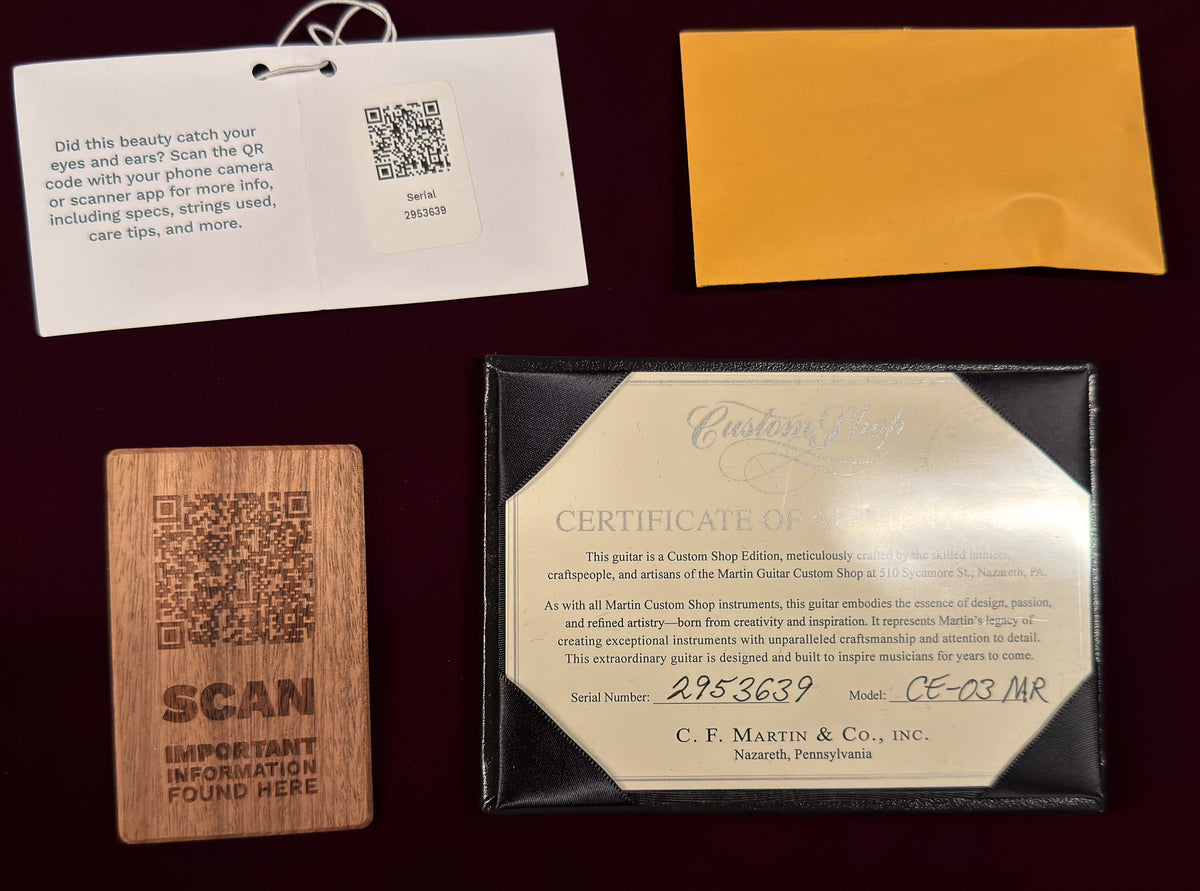 Did this beauty catch your
eyes and ears? Scan the QR
code with your phone camera
or scanner app for more info,
including specs, strings used,
care tips, and more.
Serial
2953639
SCAN
IMPORTANT
INFORMATION
FOUND HERE
Custom Shop
CERTIFICATE OF
This guitar is a Custom Shop Edition, meticulously crafted by the skilled luthiers,
craftspeople, and artisans of the Martin Guitar Custom Shop at 510 Sycamore St., Nazareth, PA.
As with all Martin Custom Shop instruments, this guitar embodies the essence of design, passion,
and refined artistry—born from creativity and inspiration. It represents Martin's legacy of
creating exceptional instruments with unparalleled craftsmanship and attention to detail.
This extraordinary guitar is designed and built to inspire musicians for years to come.
Serial Number: 2953639 Model: CE-03 MR
C. F. MARTIN & CO., INC.
Nazareth, Pennsylvania